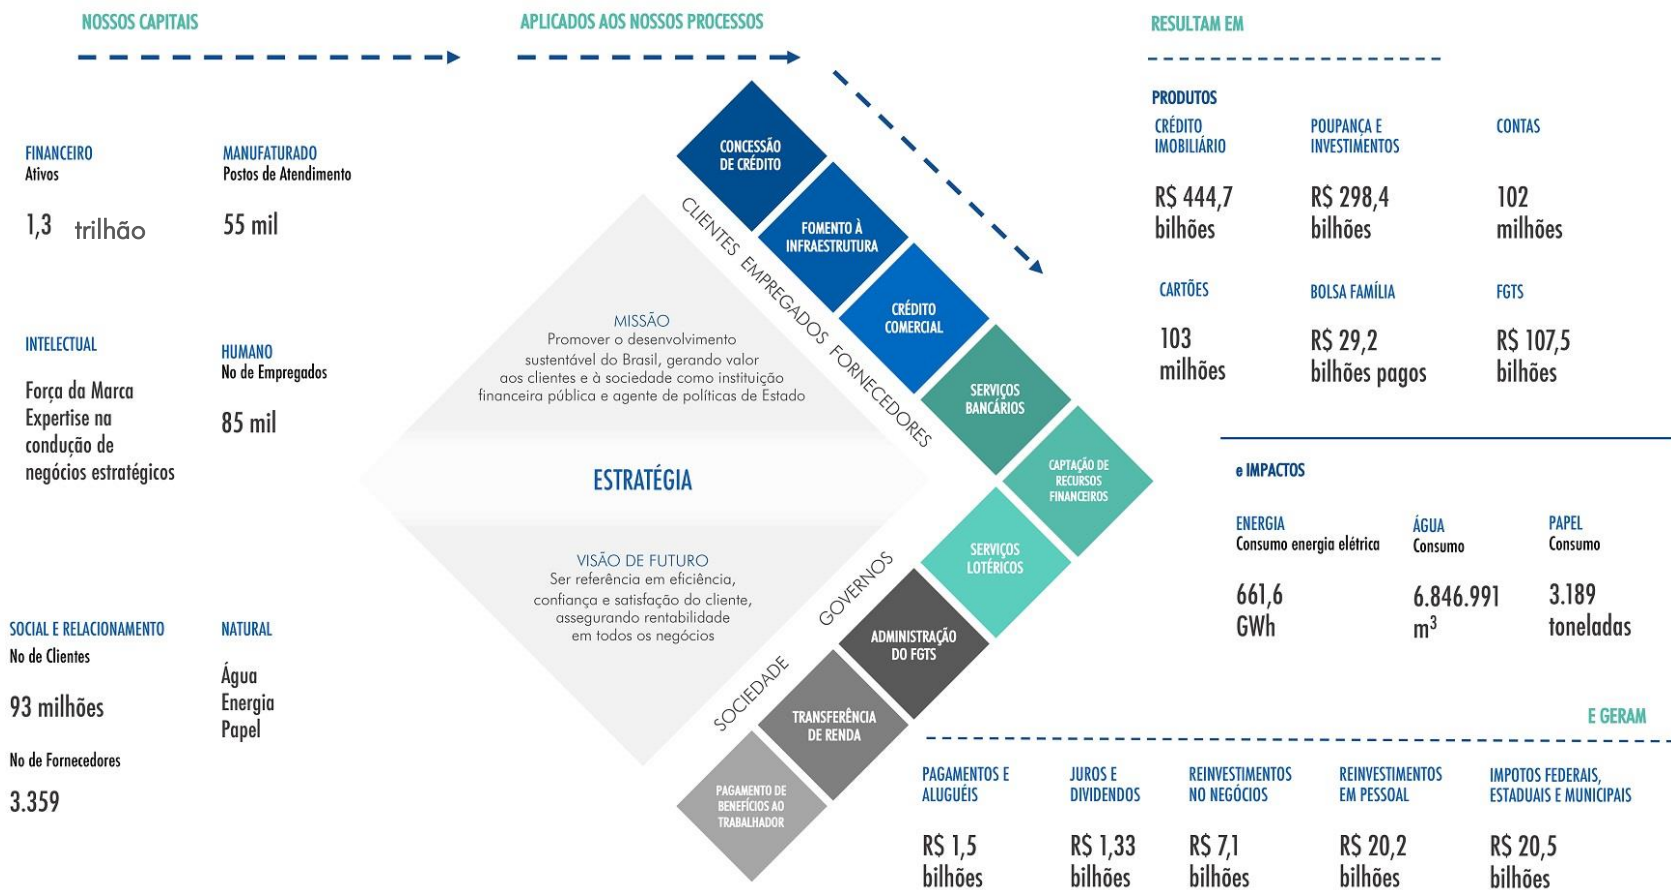 NOSSOS CAPITAIS
APLICADOS AOS NOSSOS PROCESSOS
RESULTAM EM
FINANCEIRO
Ativos
1,3 trilhão
MANUFATURADO
Postos de Atendimento
55 mil
INTELECTUAL
Força da Marca
Expertise na
condução de
negócios estratégicos
HUMANO
No de Empregados
85 mil
SOCIAL E RELACIONAMENTO
No de Clientes
93 milhões
No de Fornecedores
3.359
NATURAL
Água
Energia
Papel
MISSÃO
Promover o desenvolvimento
sustentável do Brasil, gerando valor
aos clientes e à sociedade como instituição
financeira pública e agente de políticas de Estado
ESTRATÉGIA
VISÃO DE FUTURO
Ser referência em eficiência,
confiança e satisfação do cliente,
assegurando rentabilidade
em todos os negócios
CLIENTES EMPREGADOS FORNECEDORES
SOCIEDADE GOVERNOS
CONCESSÃO
DE CRÉDITO
FOMENTO À
INFRAESTRUTURA
CRÉDITO
COMERCIAL
SERVIÇOS
BANCÁRIOS
CAPTAÇÃO DE
RECURSOS
FINANCEIROS
SERVIÇOS
LOTÉRICOS
ADMINISTRAÇÃO
DO FGTS
TRANSFERÊNCIA
DE RENDA
PAGAMENTO DE
BENEFÍCIOS AO
TRABALHADOR
PRODUTOS
CRÉDITO
IMOBILIÁRIO
R$ 444,7
bilhões
POUPANÇA E
INVESTIMENTOS
R$ 298,4
bilhões
CONTAS
102
milhões
CARTÕES
103
milhões
BOLSA FAMÍLIA
R$ 29,2
bilhões pagos
FGTS
R$ 107,5
bilhões
e IMPACTOS
ENERGIA
Consumo energia elétrica
661,6
GWh
ÁGUA
Consumo
6.846.991
m³
PAPEL
Consumo
3.189
toneladas
E GERAM
PAGAMENTOS E
ALUGUÉIS
R$ 1,5
bilhões
JUROS E
DIVIDENDOS
R$ 1,33
bilhões
REINVESTIMENTOS
NO NEGÓCIOS
R$ 7,1
bilhões
REINVESTIMENTOS
EM PESSOAL
R$ 20,2
bilhões
IMPOTOS FEDERAIS,
ESTADUAIS E MUNICIPAIS
R$ 20,5
bilhões